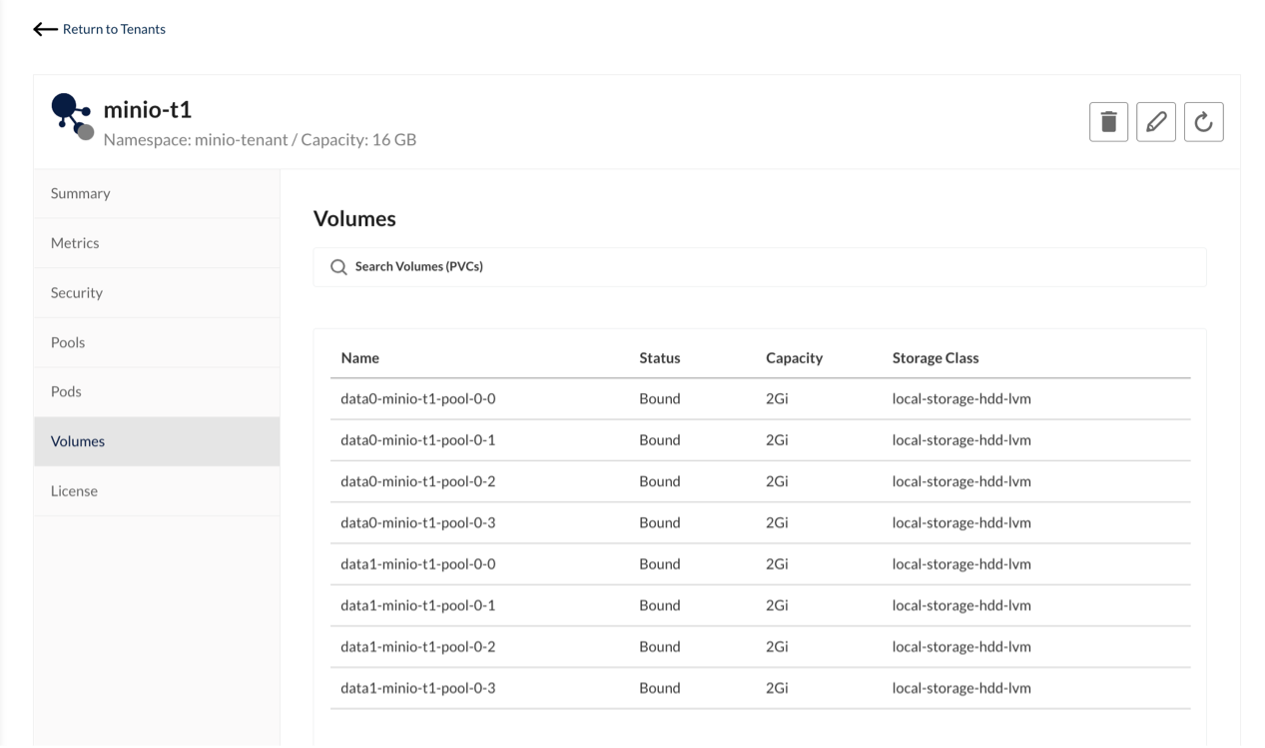 Return to Tenants
minio-t1
Namespace: minio-tenant / Capacity: 16 GB
Summary
Metrics
Security
Pools
Pods
Volumes
License
Volumes
Search Volumes (PVCs)
Name Status Capacity Storage Class
data0-minio-t1-pool-0-0 Bound 2Gi local-storage-hdd-lvm
data0-minio-t1-pool-0-1 Bound 2Gi local-storage-hdd-lvm
data0-minio-t1-pool-0-2 Bound 2Gi local-storage-hdd-lvm
data0-minio-t1-pool-0-3 Bound 2Gi local-storage-hdd-lvm
data1-minio-t1-pool-0-0 Bound 2Gi local-storage-hdd-lvm
data1-minio-t1-pool-0-1 Bound 2Gi local-storage-hdd-lvm
data1-minio-t1-pool-0-2 Bound 2Gi local-storage-hdd-lvm
data1-minio-t1-pool-0-3 Bound 2Gi local-storage-hdd-lvm